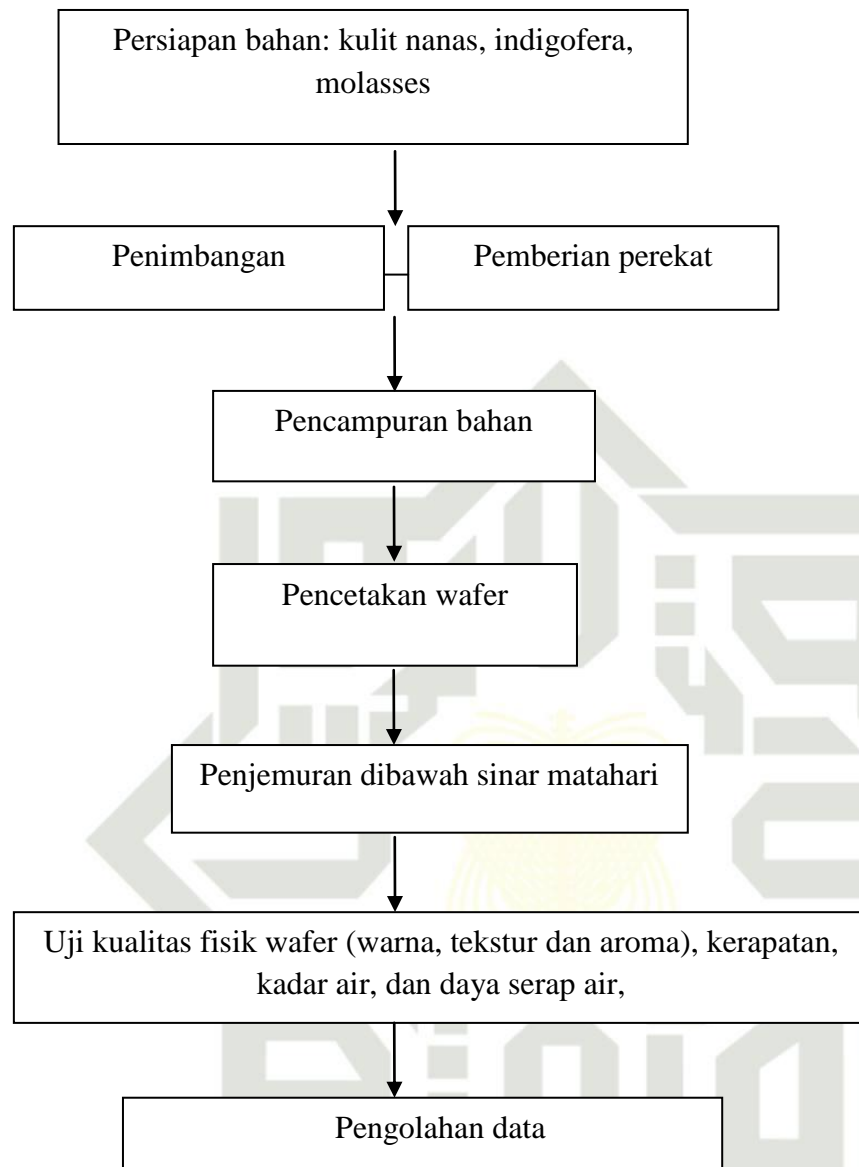 Persiapan bahan: kulit nanas, indigofera,
molasses
Penimbangan
Pemberian perekat
Pencampuran bahan
Pencetakan wafer
Penjemuran dibawah sinar matahari
Uji kualitas fisik wafer (warna, tekstur dan aroma), kerapatan,
kadar air, dan daya serap air,
Pengolahan data